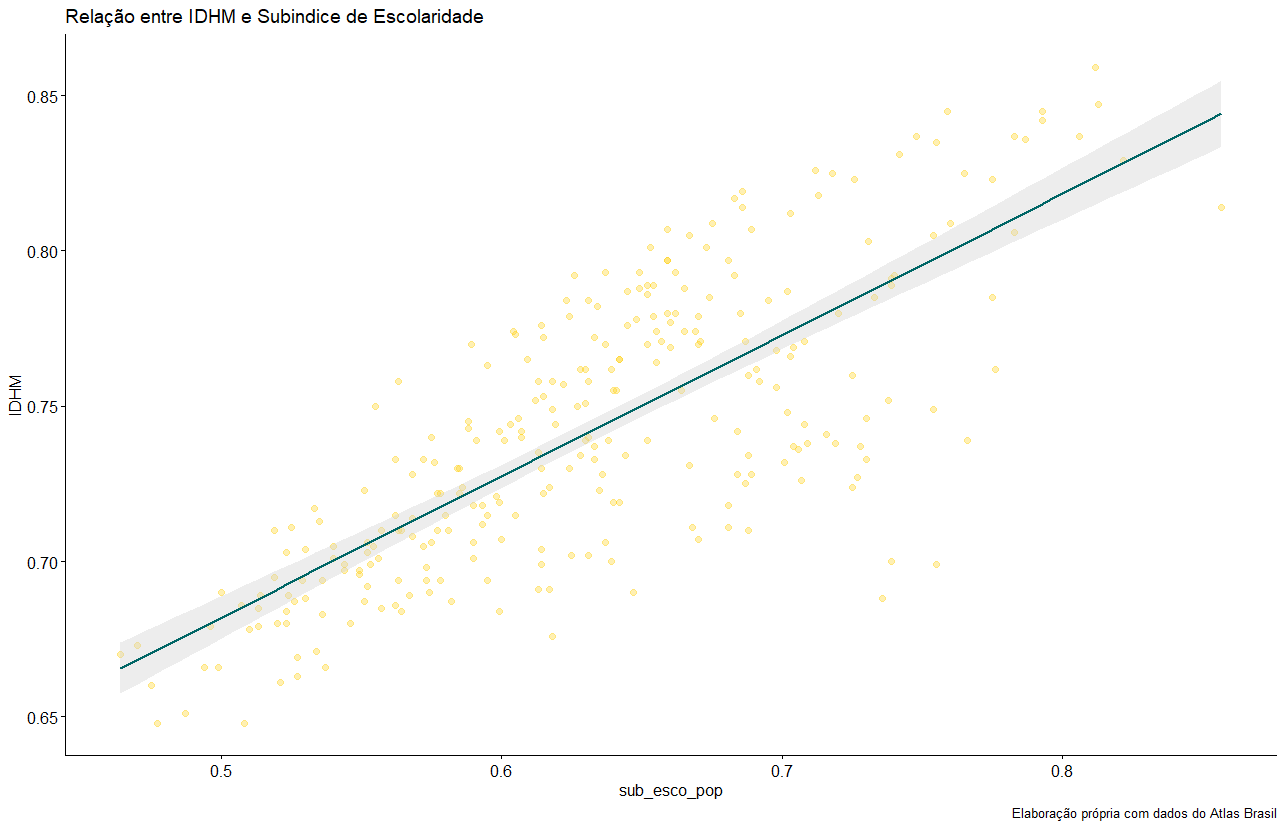 Relação entre IDHM e Subindice de Escolaridade
0.85
0.80
0.75
0.70
0.65
IDHM
0.5
0.6
0.7
0.8
sub_esco_pop
Elaboração própria com dados do Atlas Brasil